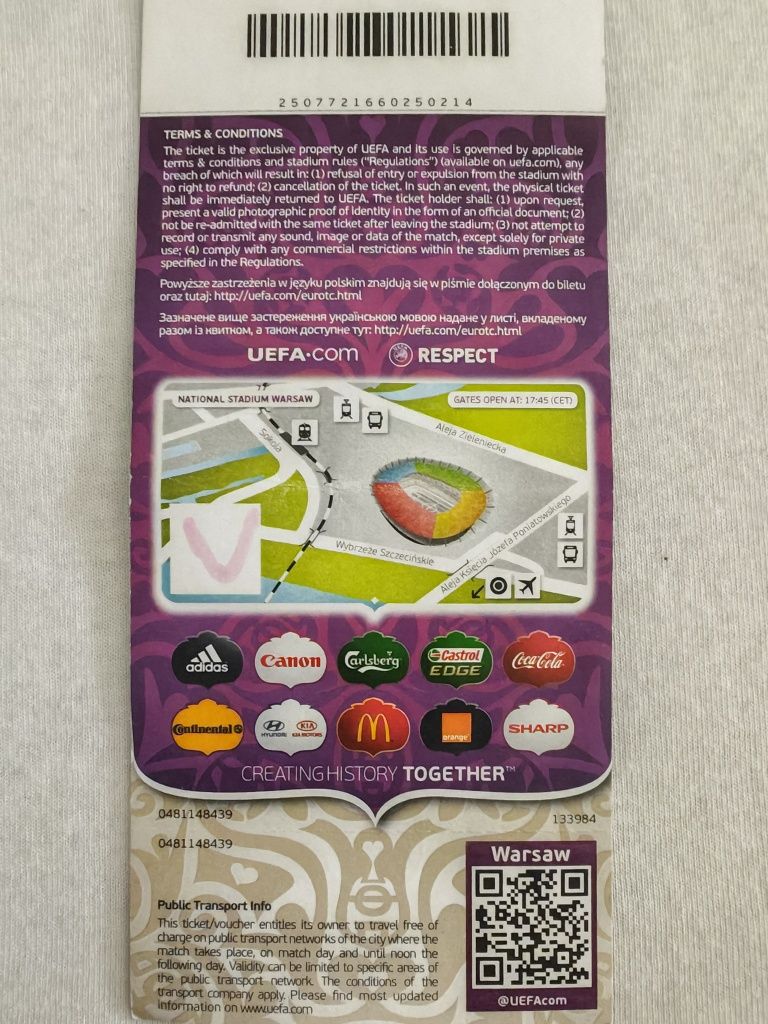 2507721660250214
TERMS & CONDITIONS
The ticket is the exclusive property of UEFA and its use is governed by applicable
terms & conditions and stadium rules ("Regulations") (available on uefa.com), any
breach of which will result in: (1) refusal of entry or expulsion from the stadium with
no right to refund; (2) cancellation of the ticket. In such an event, the physical ticket
shall be immediately returned to UEFA. The ticket holder shall: (1) upon request,
present a valid photographic proof of identity in the form of an official document; (2)
not be re-admitted with the same ticket after leaving the stadium; (3) not attempt to
record or transmit any sound, image or data of the match, except solely for private
use; (4) comply with any commercial restrictions within the stadium premises as
specified in the Regulations.
Powyższe zastrzeżenia w języku polskim znajdują się w piśmie dołączonym do biletu
oraz tutaj: http://uefa.com/eurotc.html
Зазначене вище застереження українською мовою надане у листі, вкладеному
разом із квитком, а також доступне тут: http://uefa.com/eurotc.html
UEFA·com RESPECT
NATIONAL STADIUM WARSAW GATES OPEN AT: 17:45 (CET)
Sokola
Aleja Zieleniecka
Wybrzeże Szczecińskie
Aleja Księcia Józefa Poniatowskiego
V
adidas Canon Carlsberg Castrol EDGE Coca-Cola
Continental HYUNDAI KIA KIA MOTORS M orange SHARP
CREATING HISTORY TOGETHER™
0481148439 133984
0481148439
Warsaw
Public Transport Info
This ticket/voucher entitles its owner to travel free of
charge on public transport networks of the city where the
match takes place, on match day and until noon the
following day. Validity can be limited to specific areas of
the public transport network. The conditions of the
transport company apply. Please find most updated
information on www.uefa.com
@UEFAcom